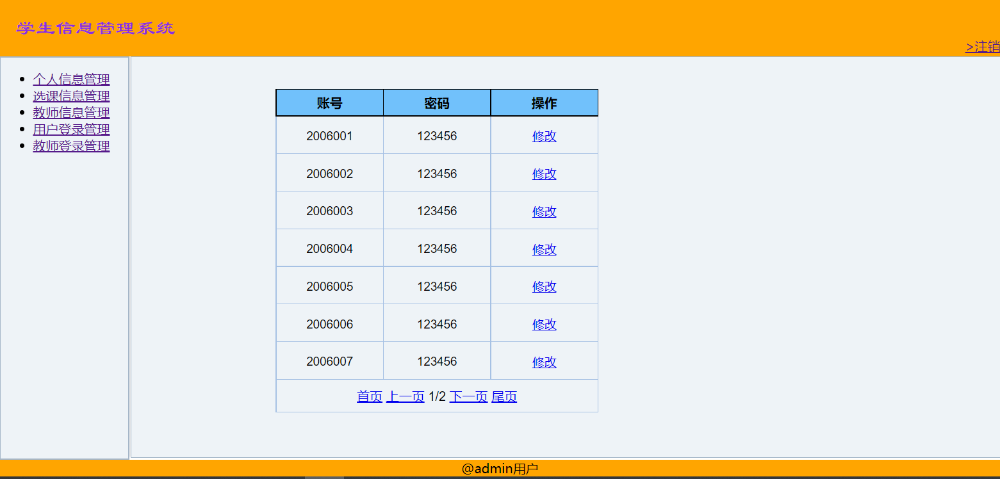 学生信息管理系统
>注销
个人信息管理
选课信息管理
教师信息管理
用户登录管理
教师登录管理
账号 密码 操作
2006001 123456 修改
2006002 123456 修改
2006003 123456 修改
2006004 123456 修改
2006005 123456 修改
2006006 123456 修改
2006007 123456 修改
首页 上一页 1/2 下一页 尾页
@admin用户